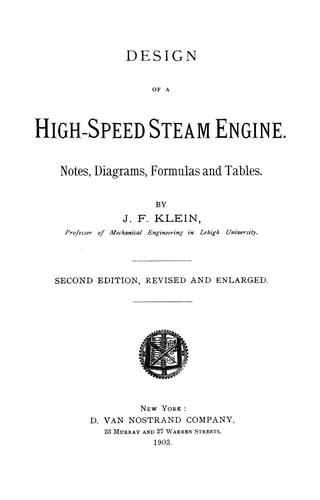 DESIGN
OF A
HIGH-SPEED STEAM ENGINE.
Notes, Diagrams, Formulas and Tables.
BY
J. F. KLEIN,
Professor of Mechanical Engineering in Lehigh University.
SECOND EDITION, REVISED AND ENLARGED.
NEW YORK:
D. VAN NOSTRAND COMPANY,
23 MURRAY AND 27 WARREN STREETS.
1903.